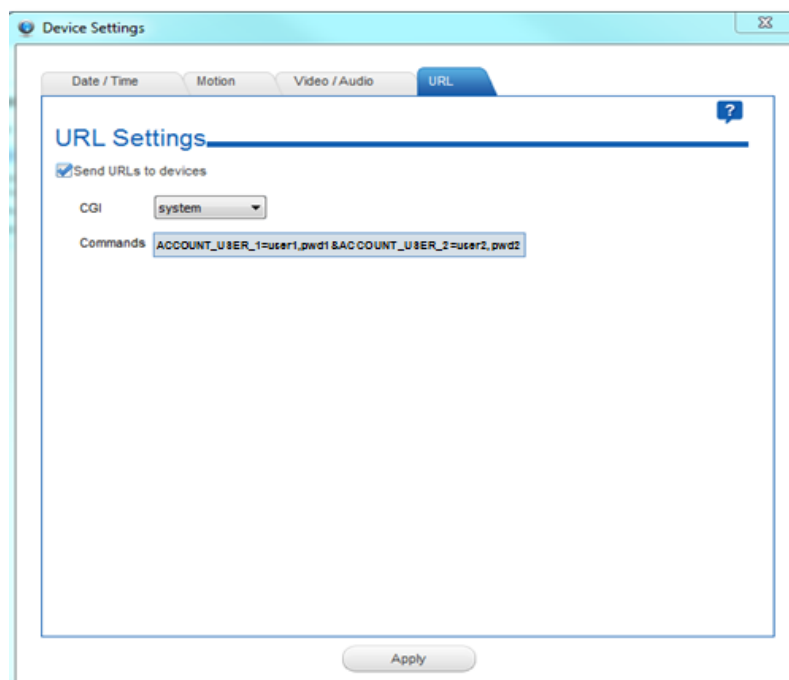 Device Settings
Date / Time Motion Video / Audio URL
?
URL Settings
Send URLs to devices
CGI system
Commands ACCOUNT_USER_1=user1,pwd1&ACCOUNT_USER_2=user2,pwd2
Apply